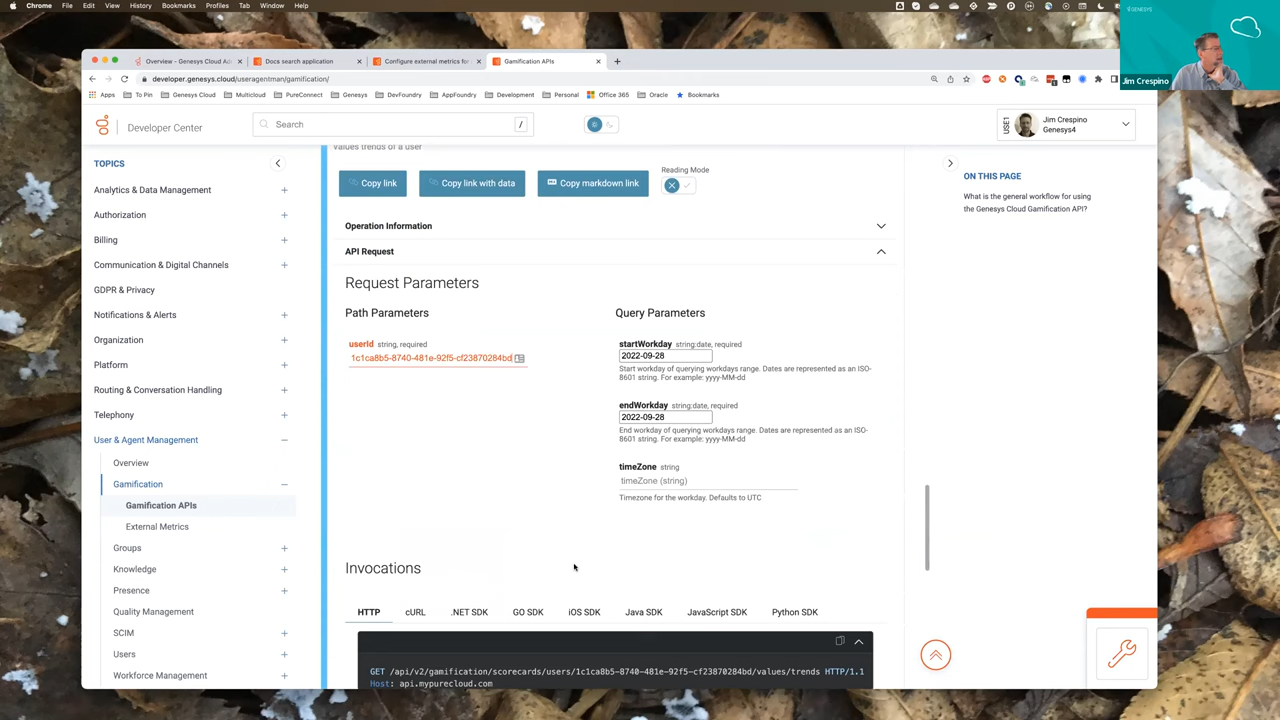 Chrome File Edit View History Bookmarks Profiles Tab Window Help
GENESYS
Jim Crespino
Overview - Genesys Cloud Ad
Docs search application
Configure external metrics for
Gamification APIs
developer.genesys.cloud/useragentman/gamification/
Apps To Pin Genesys Cloud Multicloud PureConnect Genesys DevFoundry AppFoundry Development Personal Office 365 Oracle Bookmarks
Developer Center
Search /
USE1
Jim Crespino
Genesys4
TOPICS
Analytics & Data Management
Authorization
Billing
Communication & Digital Channels
GDPR & Privacy
Notifications & Alerts
Organization
Platform
Routing & Conversation Handling
Telephony
User & Agent Management
Overview
Gamification
Gamification APIs
External Metrics
Groups
Knowledge
Presence
Quality Management
SCIM
Users
Workforce Management
Values trends of a user
Copy link
Copy link with data
Copy markdown link
Reading Mode
Operation Information
API Request
Request Parameters
Path Parameters
userId string, required
1c1ca8b5-8740-481e-92f5-cf23870284bd
Query Parameters
startWorkday string:date, required
2022-09-28
Start workday of querying workdays range. Dates are represented as an ISO-
8601 string. For example: yyyy-MM-dd
endWorkday string:date, required
2022-09-28
End workday of querying workdays range. Dates are represented as an ISO-
8601 string. For example: yyyy-MM-dd
timeZone string
timeZone (string)
Timezone for the workday. Defaults to UTC
Invocations
HTTP cURL .NET SDK GO SDK iOS SDK Java SDK JavaScript SDK Python SDK
GET /api/v2/gamification/scorecards/users/1c1ca8b5-8740-481e-92f5-cf23870284bd/values/trends HTTP/1.1
Host: api.mypurecloud.com
ON THIS PAGE
What is the general workflow for using
the Genesys Cloud Gamification API?